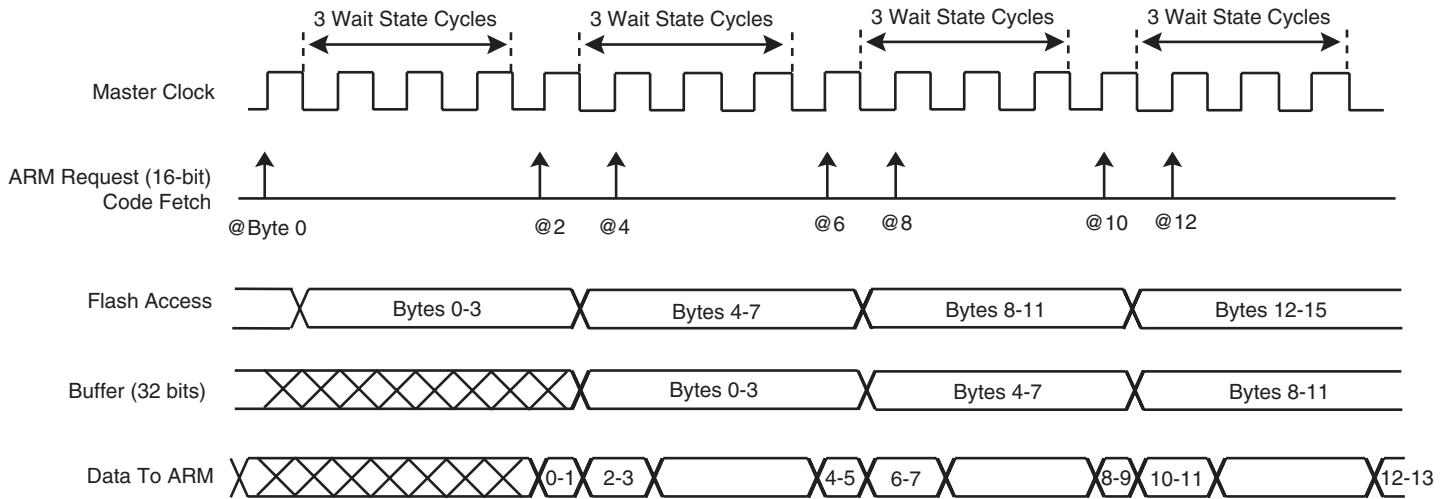 3 Wait State Cycles 3 Wait State Cycles 3 Wait State Cycles 3 Wait State Cycles
Master Clock
ARM Request (16-bit)
Code Fetch
@Byte 0 @2 @4 @6 @8 @10 @12
Flash Access Bytes 0-3 Bytes 4-7 Bytes 8-11 Bytes 12-15
Buffer (32 bits) Bytes 0-3 Bytes 4-7 Bytes 8-11
Data To ARM 0-1 2-3 4-5 6-7 8-9 10-11 12-13